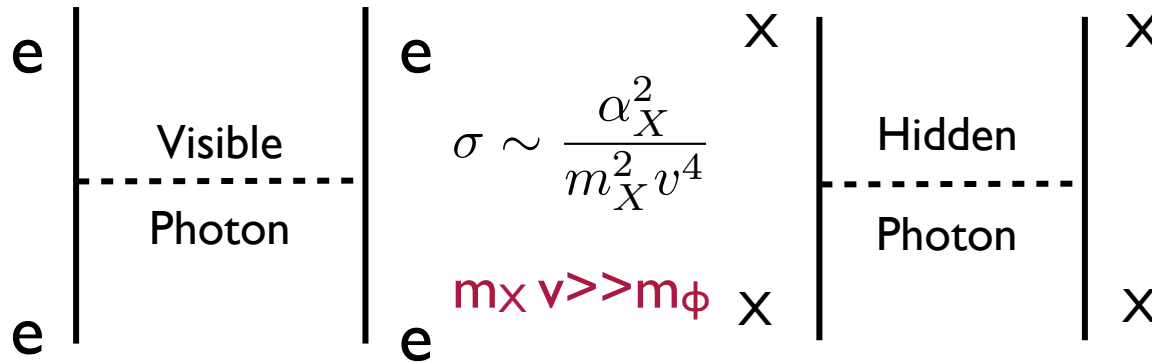 e
e
Visible
Photon
e
e
σ ∼ α_X^2 / m_X^2 v^4
m_X v>>m_ϕ
X
X
Hidden
Photon
X
X